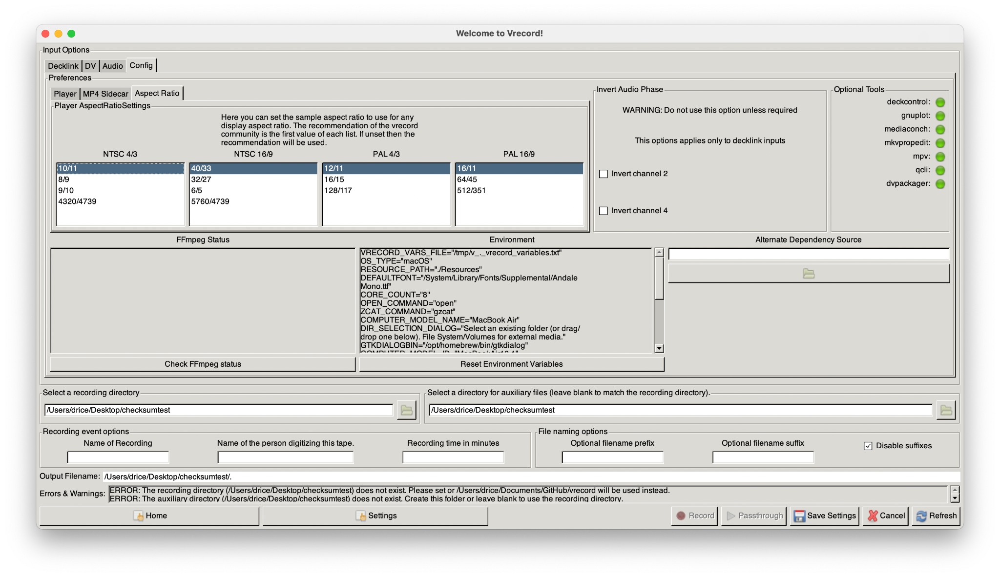 Welcome to Vrecord!
Input Options
Decklink DV Audio Config
Preferences
Player MP4 Sidecar Aspect Ratio
Player AspectRatioSettings
Here you can set the sample aspect ratio to use for any
display aspect ratio. The recommendation of the vrecord
community is the first value of each list. If unset then the
recommendation will be used.
NTSC 4/3
10/11
8/9
9/10
4320/4739
NTSC 16/9
40/33
32/27
6/5
5760/4739
PAL 4/3
12/11
16/15
128/117
PAL 16/9
16/11
64/45
512/351
Invert Audio Phase
WARNING: Do not use this option unless required
This options applies only to decklink inputs
Invert channel 2
Invert channel 4
Optional Tools
deckcontrol:
gnuplot:
mediaconch:
mkvpropedit:
mpv:
qcli:
dvpackager:
FFmpeg Status
Check FFmpeg status
Environment
VRECORD_VARS_FILE="/tmp/v_._vrecord_variables.txt"
OS_TYPE="macOS"
RESOURCE_PATH="./Resources"
DEFAULTFONT="/System/Library/Fonts/Supplemental/Andale
Mono.ttf"
CORE_COUNT="8"
OPEN_COMMAND="open"
ZCAT_COMMAND="gzcat"
COMPUTER_MODEL_NAME="MacBook Air"
DIR_SELECTION_DIALOG="Select an existing folder (or drag/
drop one below). File System/Volumes for external media."
GTKDIALOGBIN="/opt/homebrew/bin/gtkdialog"
Reset Environment Variables
Alternate Dependency Source
Select a recording directory
/Users/drice/Desktop/checksumtest
Select a directory for auxiliary files (leave blank to match the recording directory).
/Users/drice/Desktop/checksumtest
Recording event options
Name of Recording
Name of the person digitizing this tape.
Recording time in minutes
File naming options
Optional filename prefix
Optional filename suffix
Disable suffixes
Output Filename: /Users/drice/Desktop/checksumtest/.
Errors & Warnings:
ERROR: The recording directory (/Users/drice/Desktop/checksumtest) does not exist. Please set or /Users/drice/Documents/GitHub/vrecord will be used instead.
ERROR: The auxiliary directory (/Users/drice/Desktop/checksumtest) does not exist. Create this folder or leave blank to use the recording directory.
Home Settings Record Passthrough Save Settings Cancel Refresh